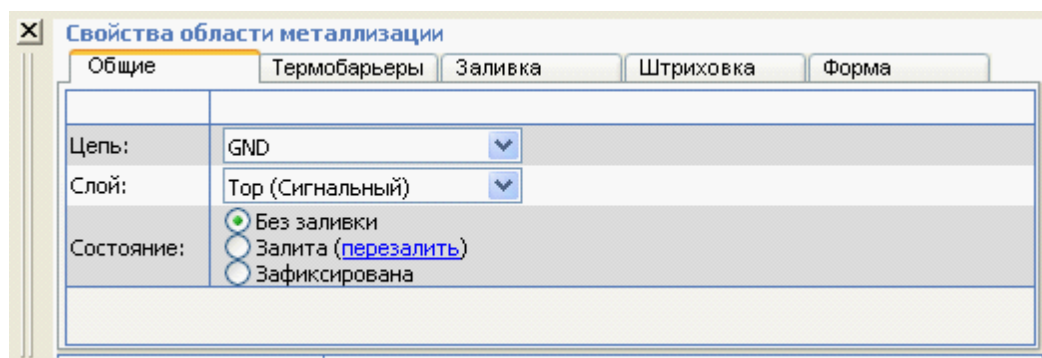 Свойства области металлизации
Общие Термобарьеры Заливка Штриховка Форма
Цепь: GND
Слой: Top (Сигнальный)
Состояние: Без заливки
Залита (перезалить)
Зафиксирована